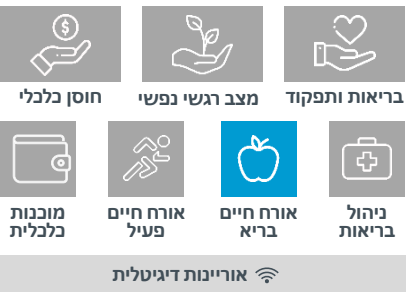 בריאות ותפקוד
מצב רגשי נפשי
חוסן כלכלי
ניהול
בריאות
אורח חיים
בריא
אורח חיים
פעיל
מוכנות
כלכלית
אוריינות דיגיטלית